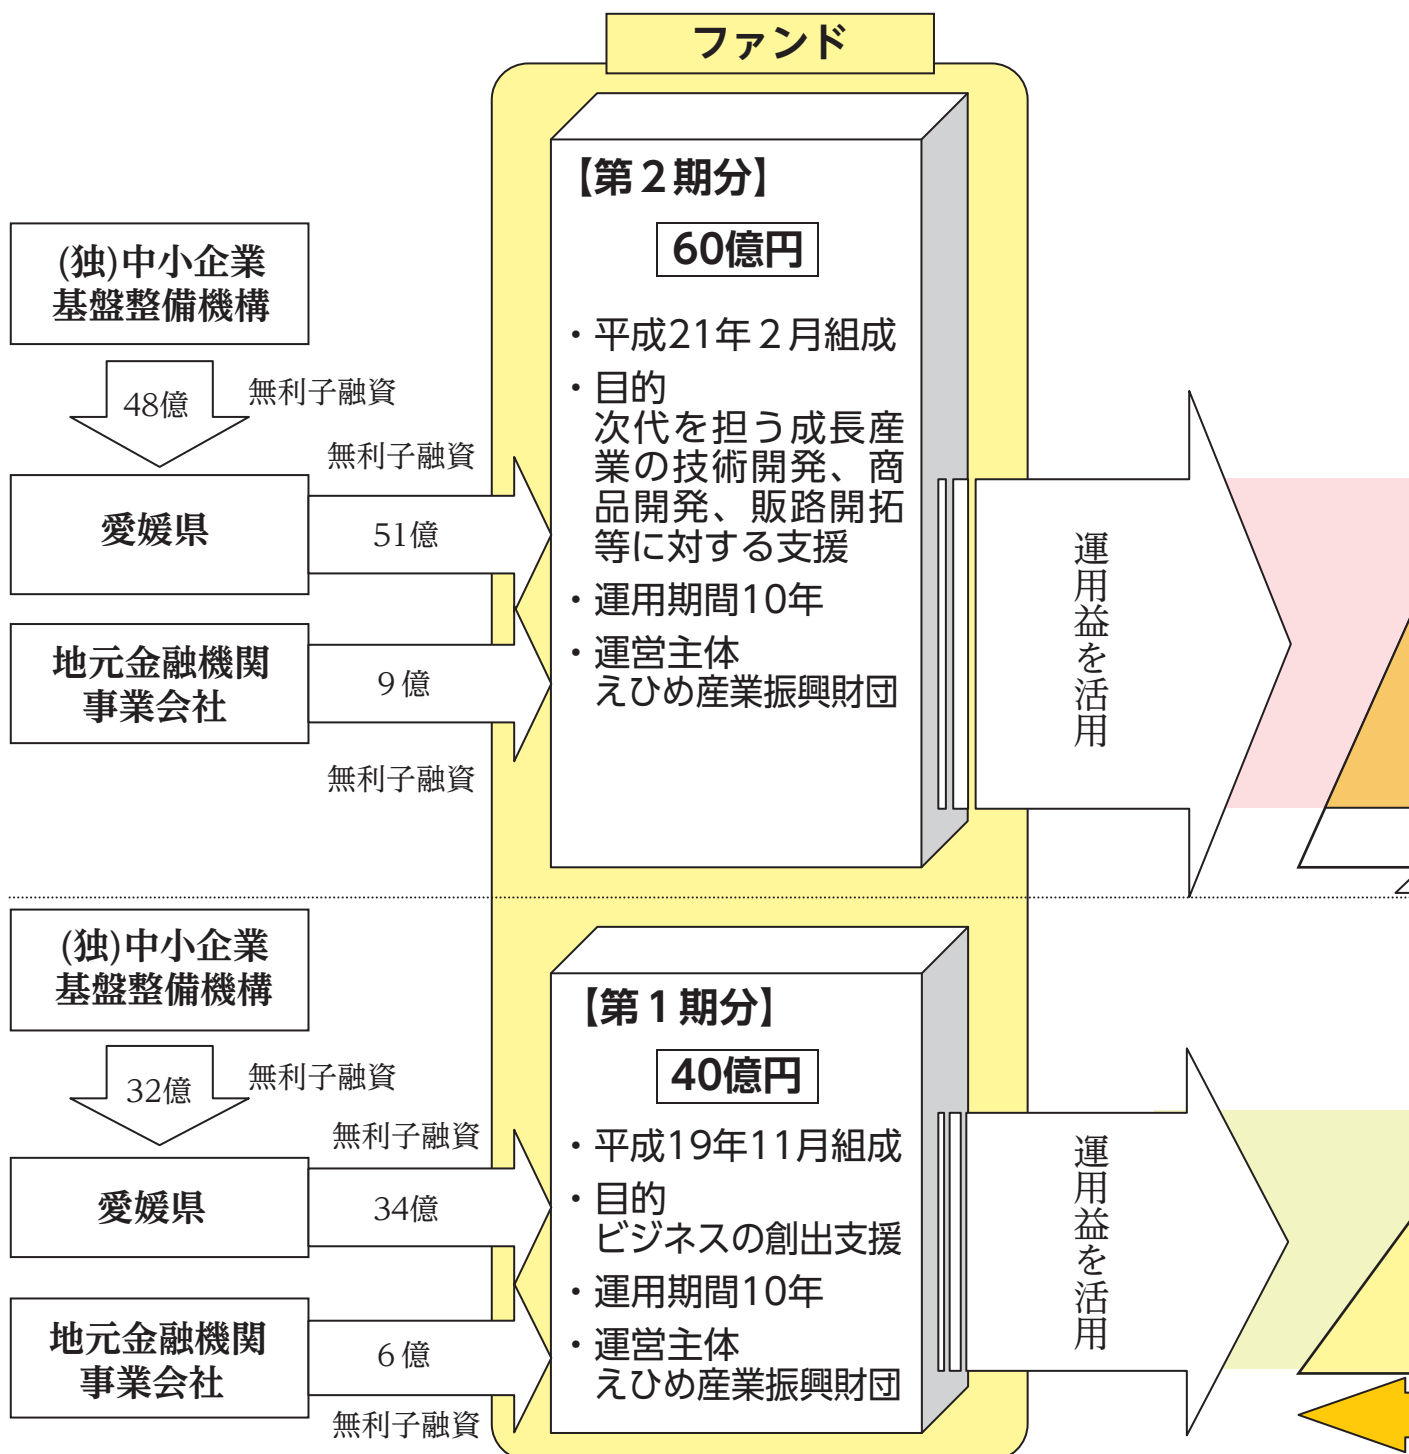 ファンド
【第２期分】
60億円
・平成21年２月組成
・目的
次代を担う成長産
業の技術開発、商
品開発、販路開拓
等に対する支援
・運用期間10年
・運営主体
えひめ産業振興財団
(独)中小企業
基盤整備機構
48億
無利子融資
愛媛県
無利子融資
51億
地元金融機関
事業会社
9億
無利子融資
運用益を活用
(独)中小企業
基盤整備機構
32億
無利子融資
愛媛県
無利子融資
34億
地元金融機関
事業会社
6億
無利子融資
【第１期分】
40億円
・平成19年11月組成
・目的
ビジネスの創出支援
・運用期間10年
・運営主体
えひめ産業振興財団
運用益を活用